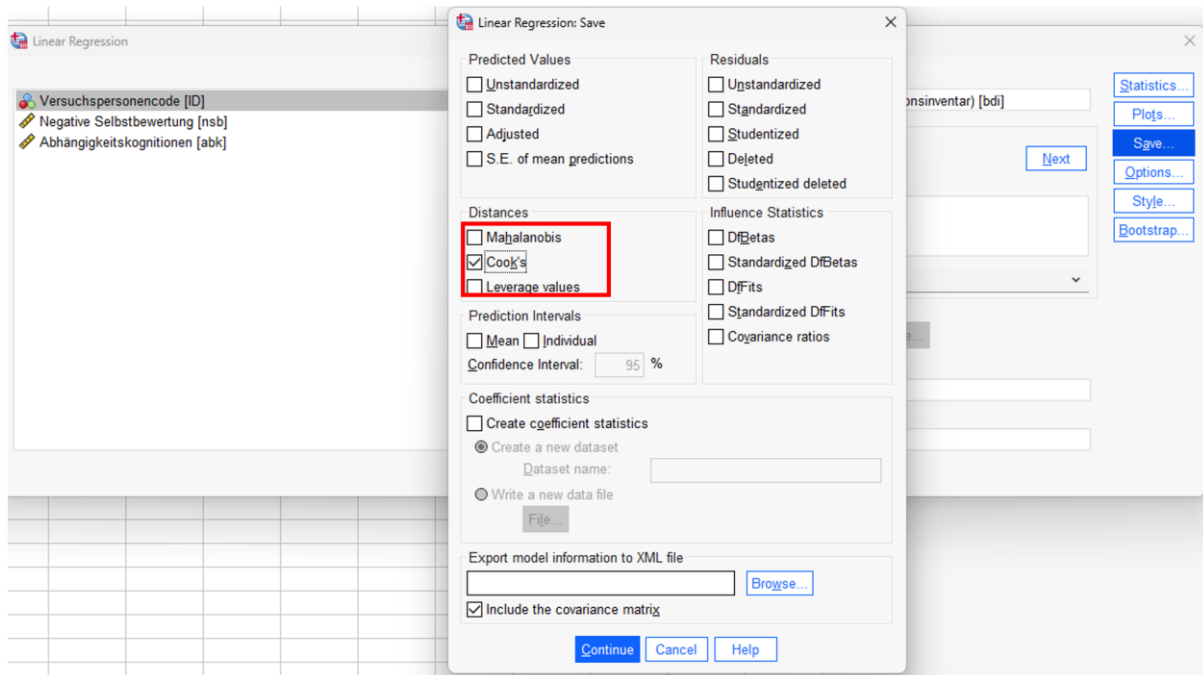 Linear Regression
Versuchspersonencode [ID]
Negative Selbstbewertung [nsb]
Abhängigkeitskognitionen [abk]
Linear Regression: Save
Predicted Values
Unstandardized
Standardized
Adjusted
S.E. of mean predictions
Distances
Mahalanobis
Cook's
Leverage values
Prediction Intervals
Mean Individual
Confidence Interval: 95 %
Residuals
Unstandardized
Standardized
Studentized
Deleted
Studentized deleted
Influence Statistics
DfBetas
Standardized DfBetas
DfFits
Standardized DfFits
Covariance ratios
Coefficient statistics
Create coefficient statistics
Create a new dataset
Dataset name:
Write a new data file
File...
Export model information to XML file
Browse...
Include the covariance matrix
Continue Cancel Help
onsinventar) [bdi]
Next
Statistics...
Plots...
Save...
Options...
Style...
Bootstrap...